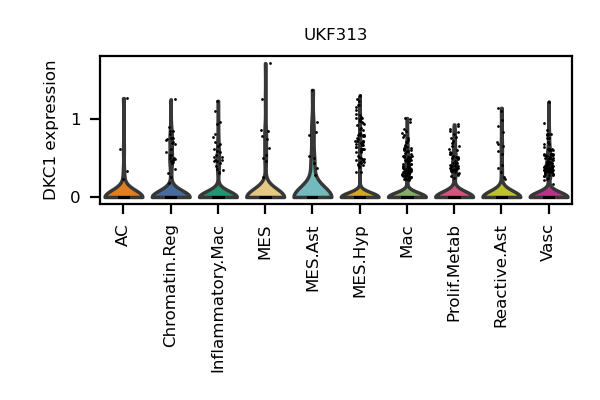 UKF313
DKC1 expression
1
0
AC
Chromatin.Reg
Inflammatory.Mac
MES
MES.Ast
MES.Hyp
Mac
Prolif.Metab
Reactive.Ast
Vasc